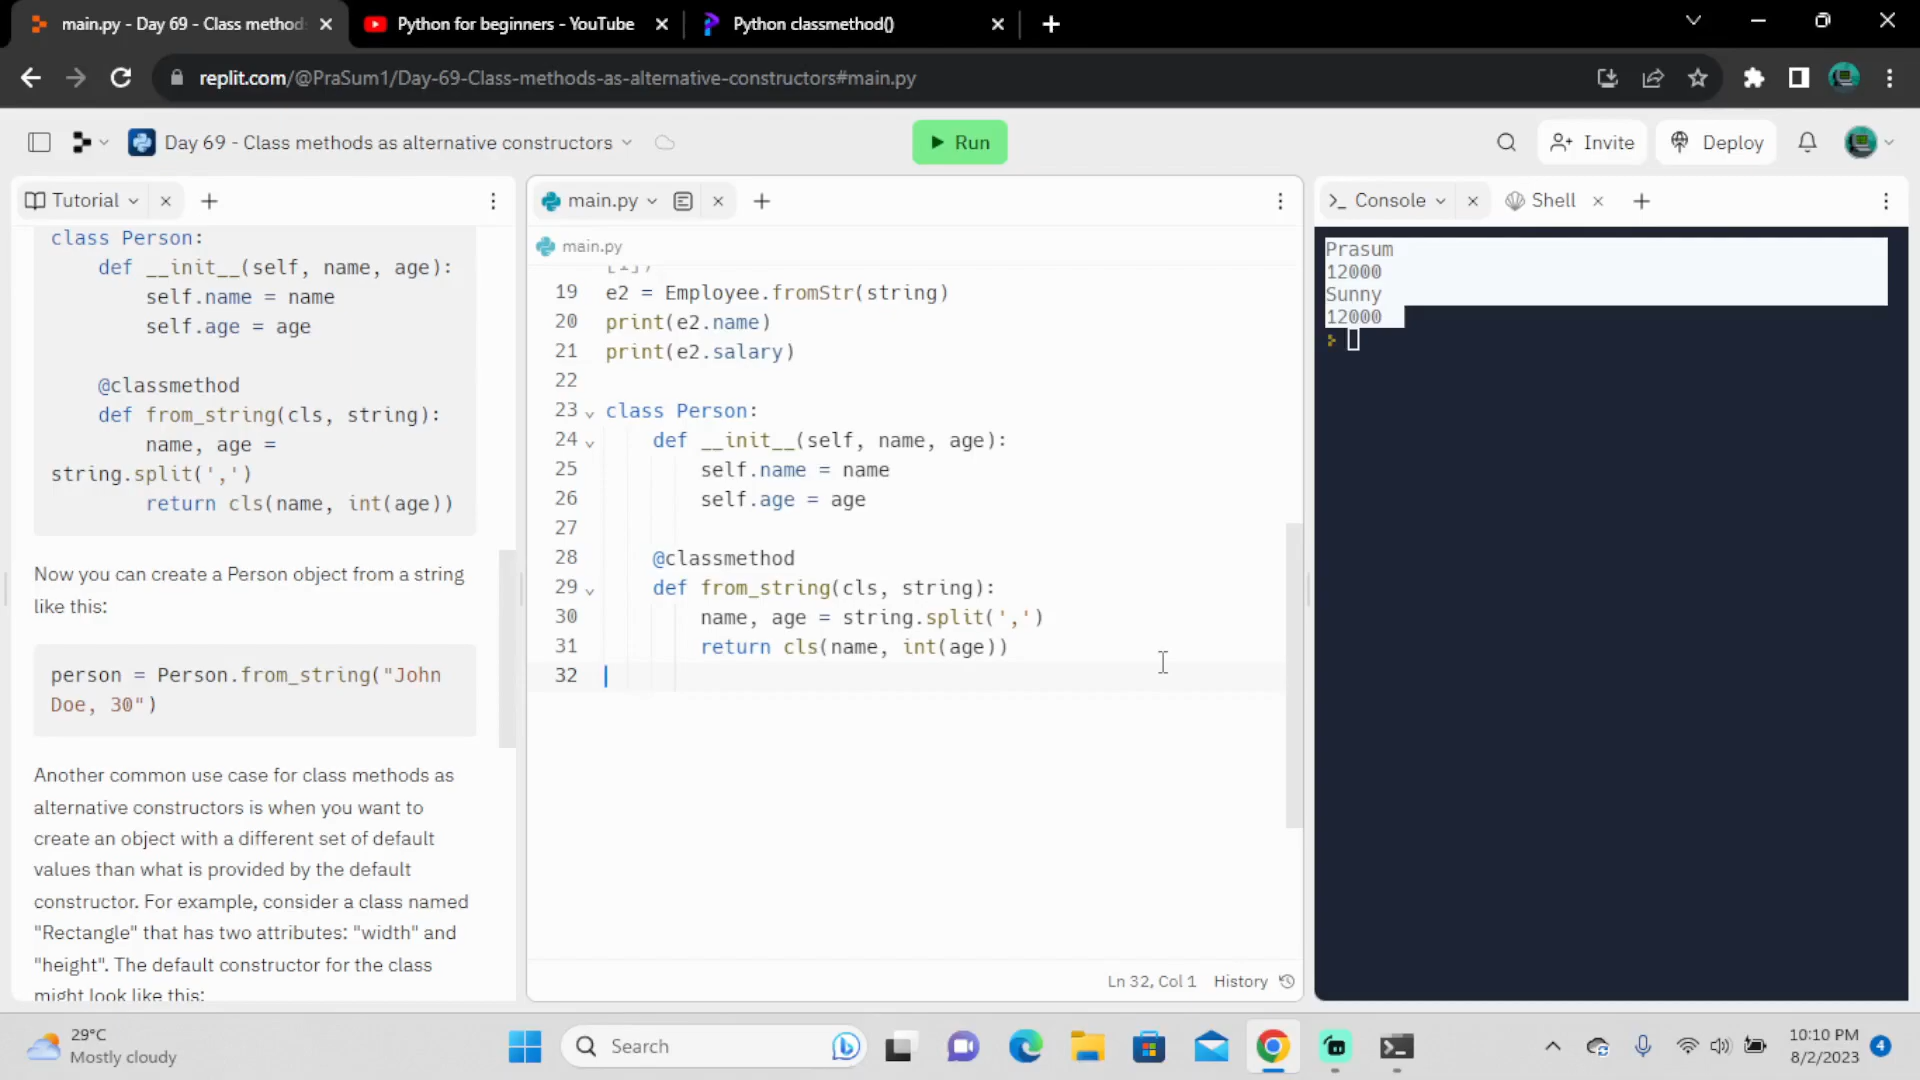 main.py - Day 69 - Class method
Python for beginners - YouTube
Python classmethod()
replit.com/@PraSum1/Day-69-Class-methods-as-alternative-constructors#main.py
Day 69 - Class methods as alternative constructors
Run
Invite
Deploy
Tutorial
class Person:
def __init__(self, name, age):
self.name = name
self.age = age
@classmethod
def from_string(cls, string):
name, age =
string.split(',')
return cls(name, int(age))
Now you can create a Person object from a string
like this:
person = Person.from_string("John
Doe, 30")
Another common use case for class methods as
alternative constructors is when you want to
create an object with a different set of default
values than what is provided by the default
constructor. For example, consider a class named
"Rectangle" that has two attributes: "width" and
"height". The default constructor for the class
might look like this:
main.py
main.py
[1])
19 e2 = Employee.fromStr(string)
20 print(e2.name)
21 print(e2.salary)
22
23 class Person:
24 def __init__(self, name, age):
25 self.name = name
26 self.age = age
27
28 @classmethod
29 def from_string(cls, string):
30 name, age = string.split(',')
31 return cls(name, int(age))
32
Ln 32, Col 1 History
Console
Shell
Prasum
12000
Sunny
12000
29°C
Mostly cloudy
Search
10:10 PM
8/2/2023
4